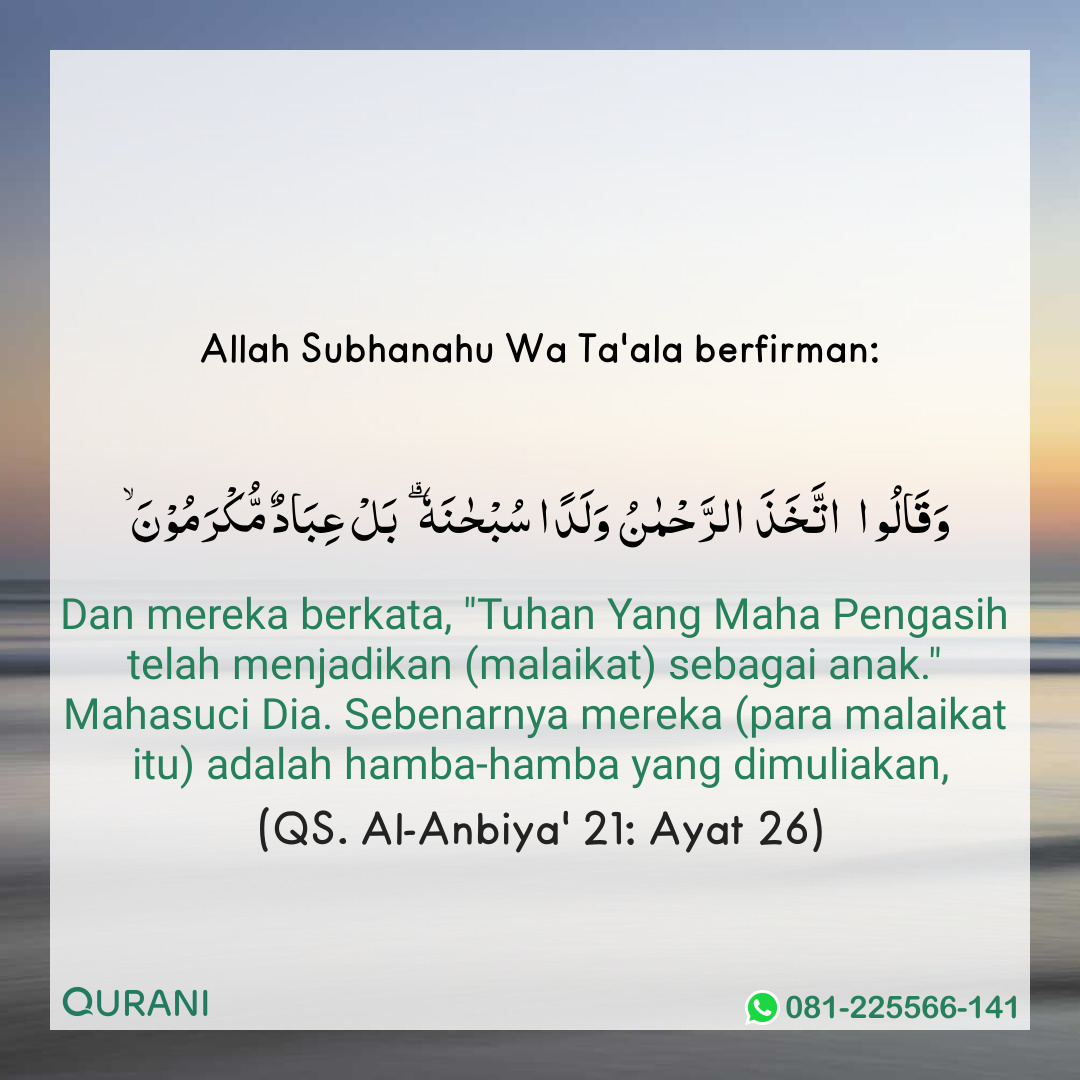 Allah Subhanahu Wa Ta'ala berfirman:
وَقَالُوا اتَّخَذَ الرَّحْمٰنُ وَلَدًا سُبْحٰنَهٗ ۗ بَلْ عِبَادٌ مُّكْرَمُوْنَ ۙ
Dan mereka berkata, "Tuhan Yang Maha Pengasih
telah menjadikan (malaikat) sebagai anak."
Mahasuci Dia. Sebenarnya mereka (para malaikat
itu) adalah hamba-hamba yang dimuliakan,
(QS. Al-Anbiya' 21: Ayat 26)
QURANI
081-225566-141